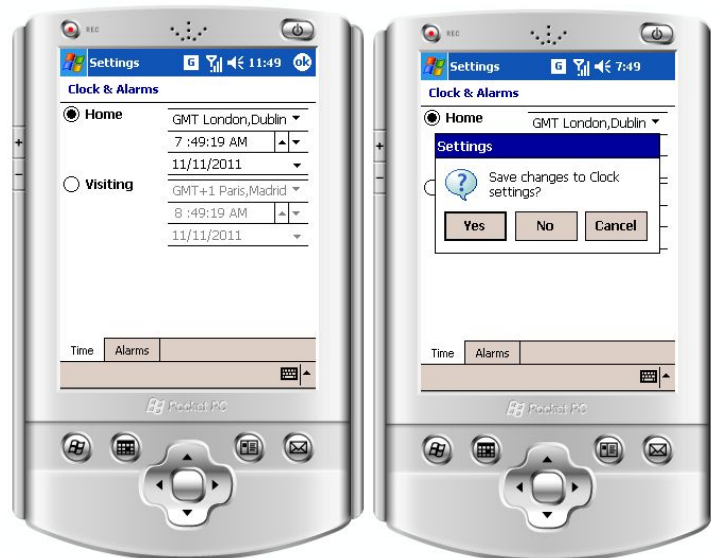 REC
Settings
G
11:49
ok
Clock & Alarms
Home
GMT London,Dublin
7 :49:19 AM
11/11/2011
Visiting
GMT+1 Paris,Madrid
8 :49:19 AM
11/11/2011
Time
Alarms
Pocket PC
REC
Settings
G
7:49
Clock & Alarms
Home
GMT London,Dublin
Settings
Save changes to Clock
settings?
Yes
No
Cancel
Time
Alarms
Pocket PC